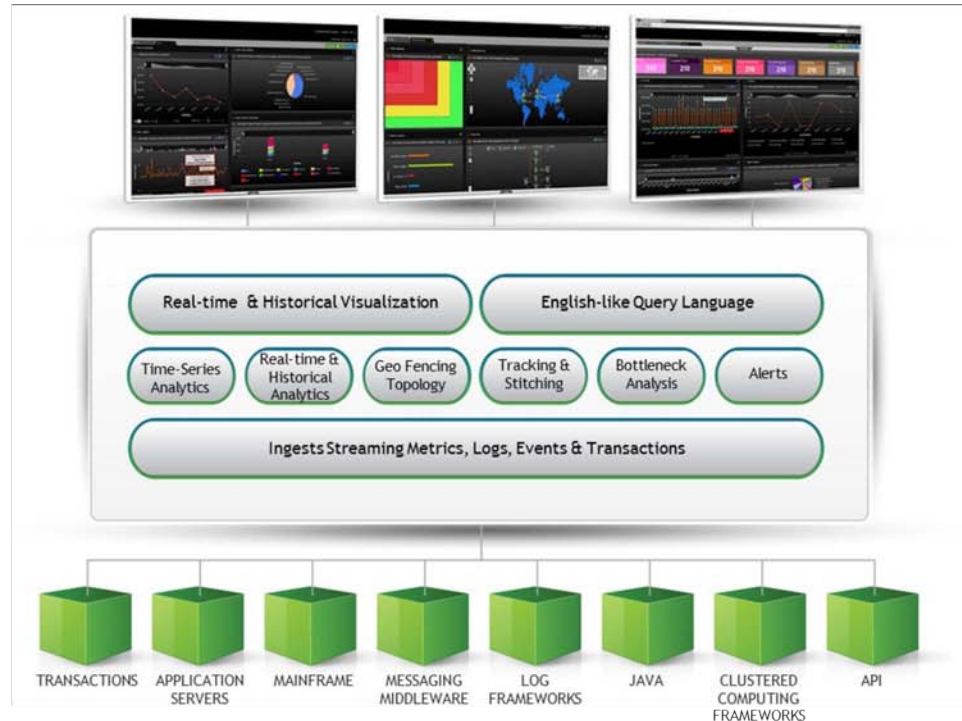 Real-time & Historical Visualization
English-like Query Language
Time-Series
Analytics
Real-time &
Historical
Analytics
Geo Fencing
Topology
Tracking &
Stitching
Bottleneck
Analysis
Alerts
Ingests Streaming Metrics, Logs, Events & Transactions
TRANSACTIONS
APPLICATION
SERVERS
MAINFRAME
MESSAGING
MIDDLEWARE
LOG
FRAMEWORKS
JAVA
CLUSTERED
COMPUTING
FRAMEWORKS
API